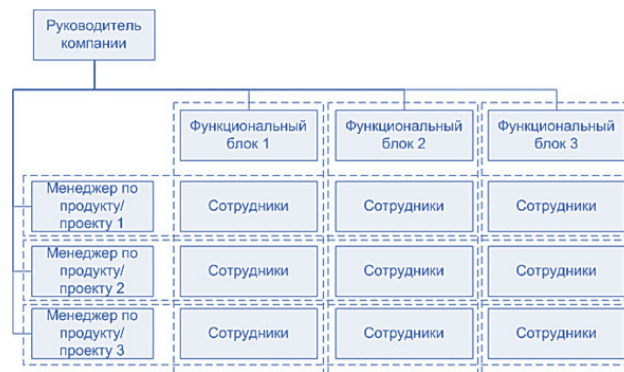 Руководитель
компании
Функциональный
блок 1
Функциональный
блок 2
Функциональный
блок 3
Менеджер по
продукту/
проекту 1
Сотрудники
Сотрудники
Сотрудники
Менеджер по
продукту/
проекту 2
Сотрудники
Сотрудники
Сотрудники
Менеджер по
продукту/
проекту 3
Сотрудники
Сотрудники
Сотрудники